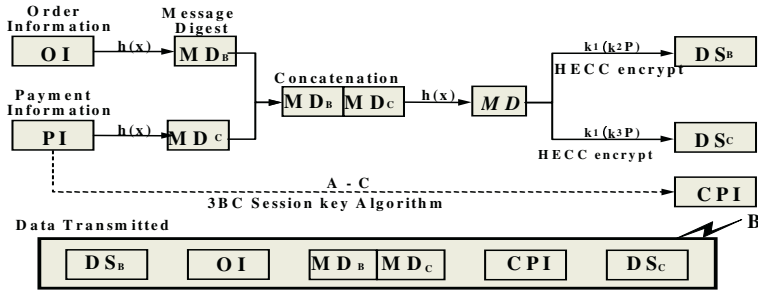 Order Information
OI
h(x)
Message Digest
MDB
Payment Information
PI
h(x)
MDC
Concatenation
MDB MDC
h(x)
MD
k¹(k²P)
HECC encrypt
DSB
k¹(k³P)
HECC encrypt
DSC
A - C
3BC Session key Algorithm
CPI
B
Data Transmitted
DSB OI MDB MDC CPI DSC